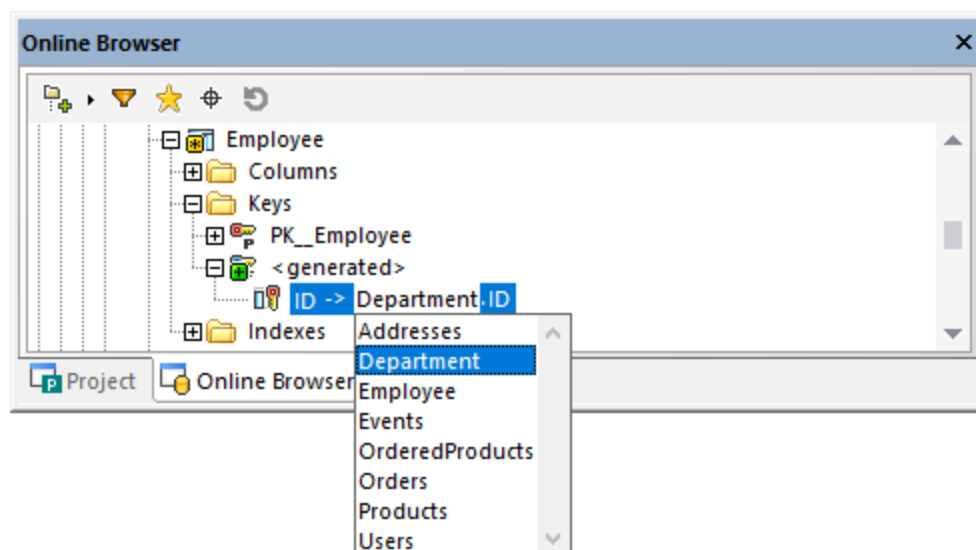 Online Browser
Employee
Columns
Keys
PK__Employee
<generated>
ID -> Department.ID
Indexes
Addresses
Department
Employee
Events
OrderedProducts
Orders
Products
Users
Project
Online Browser